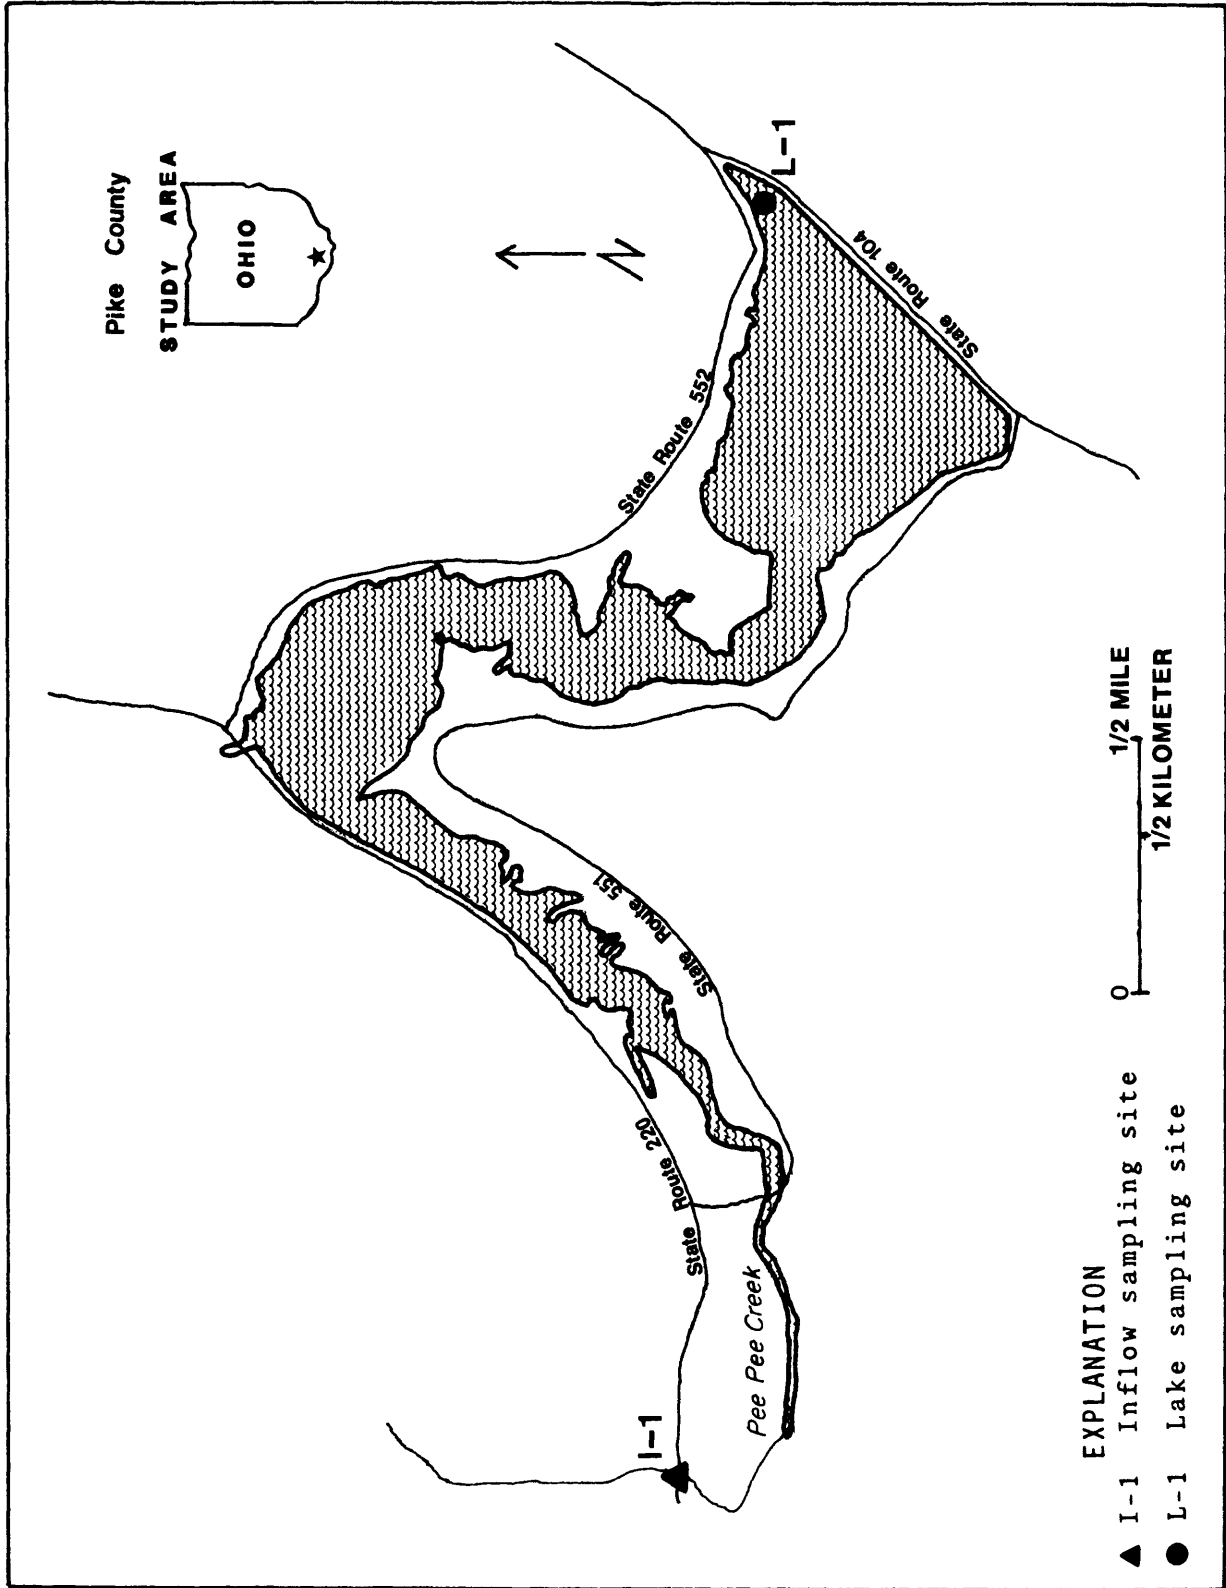 Pike County
STUDY AREA
OHIO
N
L-1
State Route 104
State Route 552
State Route 551
State Route 220
Pee Pee Creek
I-1
0
1/2 MILE
1/2 KILOMETER
EXPLANATION
I-1 Inflow sampling site
L-1 Lake sampling site